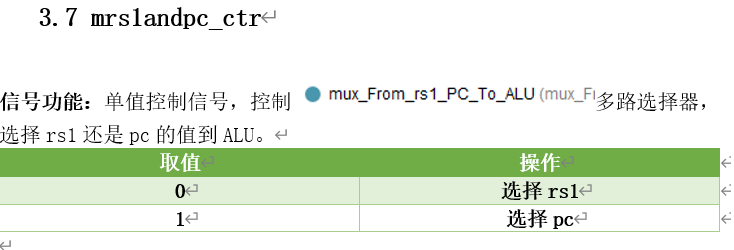 3.7 mrs1andpc_ctr
信号功能：单值控制信号，控制 mux_From_rs1_PC_To_ALU (mux_Fr 多路选择器，
选择 rs1 还是 pc 的值到 ALU。
取值 操作
0 选择 rs1
1 选择 pc